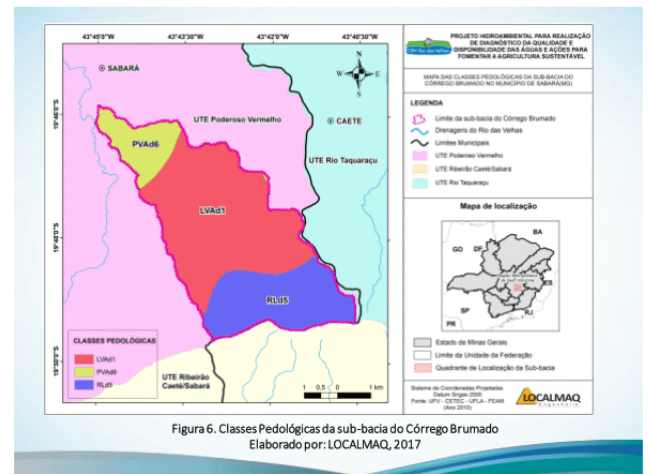 43°45'0"W
43°43'30"W
43°42'0"W
43°40'30"W
SABARÁ
N
W
E
S
CAETE
UTE Poderoso Vermelho
UTE Rio Taquaraçu
PVAd6
LVAd1
RLd5
CLASSES PEDOLÓGICAS
LVAd1
PVAd6
RLd5
UTE Ribeirão
Caeté/Sabará
1 0,5 0 1 km
PROJETO HIDROAMBIENTAL PARA REALIZAÇÃO
DE DIAGNÓSTICO DA QUALIDADE E
DISPONIBILIDADE DAS ÁGUAS E AÇÕES PARA
FOMENTAR A AGRICULTURA SUSTENTÁVEL
MAPA DAS CLASSES PEDOLÓGICAS DA SUB-BACIA DO
CÓRREGO BRUMADO NO MUNICÍPIO DE SABARÁ(MG)
LEGENDA
Limite da sub-bacia do Córrego Brumado
Drenagens do Rio das Velhas
Limites Municipais
UTE Poderoso Vermelho
UTE Ribeirão Caeté/Sabará
UTE Rio Taquaraçu
Mapa de localização
BA
GO
DF
ES
SP
RJ
PR
Estado de Minas Gerais
Limite da Unidade da Federação
Quadrante de Localização da Sub-bacia
Sistema de Coordenadas Projetadas
Datum Sirgas 2000
Fonte: UFV - CETEC - UFLA - FEAM
(Ano 2010)
LOCALMAQ
Engenharia
Figura 6. Classes Pedológicas da sub-bacia do Córrego Brumado
Elaborado por: LOCALMAQ, 2017